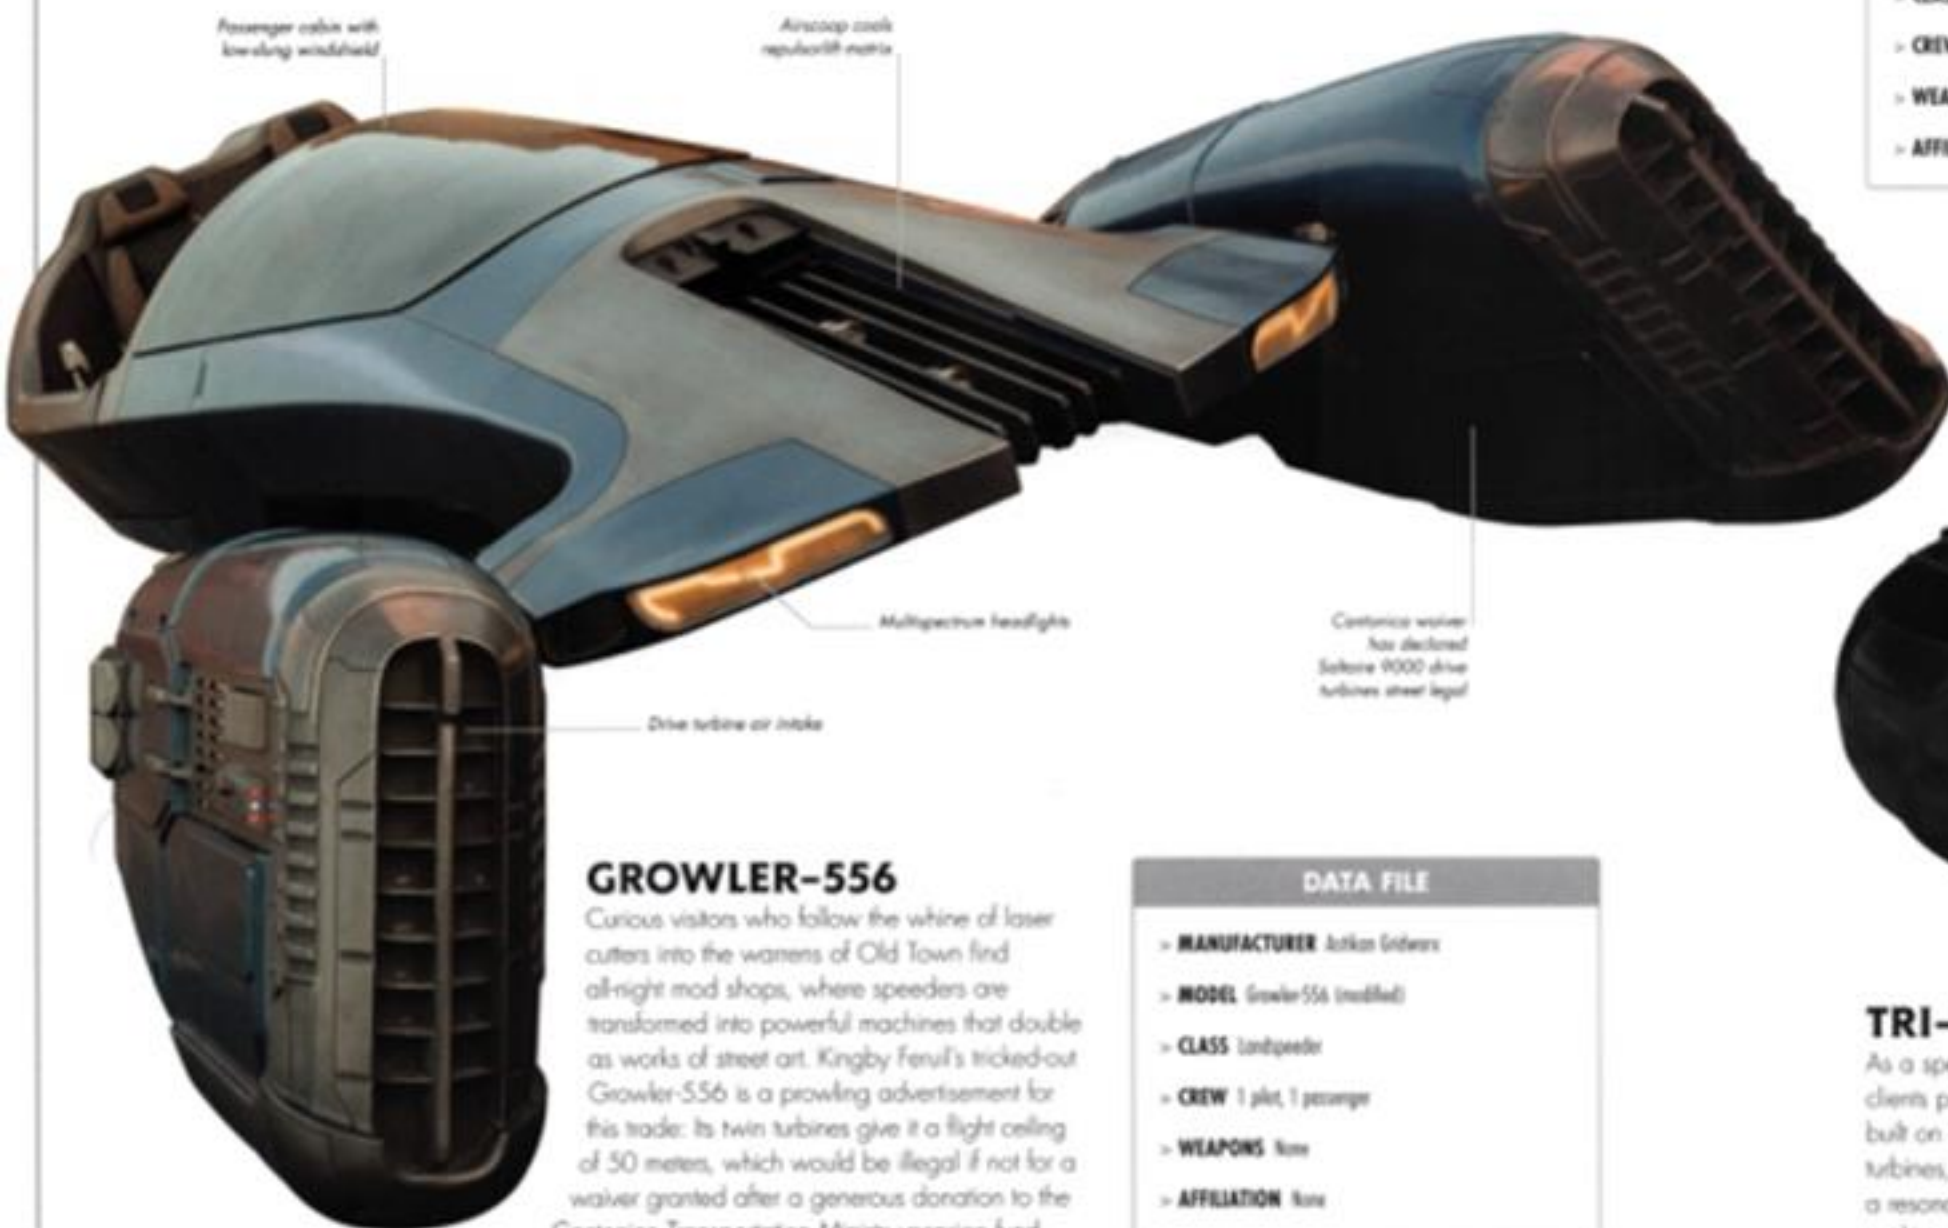 Passenger cabin with
low-slung windshield
Airscoop cools
repulsorlift matrix
Multispectrum headlights
Cantonica waiver
has declared
Saltaire 9000 drive
turbines street legal
Drive turbine air intake
GROWLER-556
Curious visitors who follow the whine of laser
cutters into the warrens of Old Town find
all-night mod shops, where speeders are
transformed into powerful machines that double
as works of street art. Kingby Feruil's tricked-out
Growler-556 is a prowling advertisement for
this trade: Its twin turbines give it a flight ceiling
of 50 meters, which would be illegal if not for a
waiver granted after a generous donation to the
DATA FILE
> MANUFACTURER Astikan Gridworx
> MODEL Growler-556 (modified)
> CLASS Landspeeder
> CREW 1 pilot, 1 passenger
> WEAPONS None
> AFFILIATION None
> CREW
> WEA
> AFFI
TRI-
As a spe
clients p
built on
turbines,
a reson